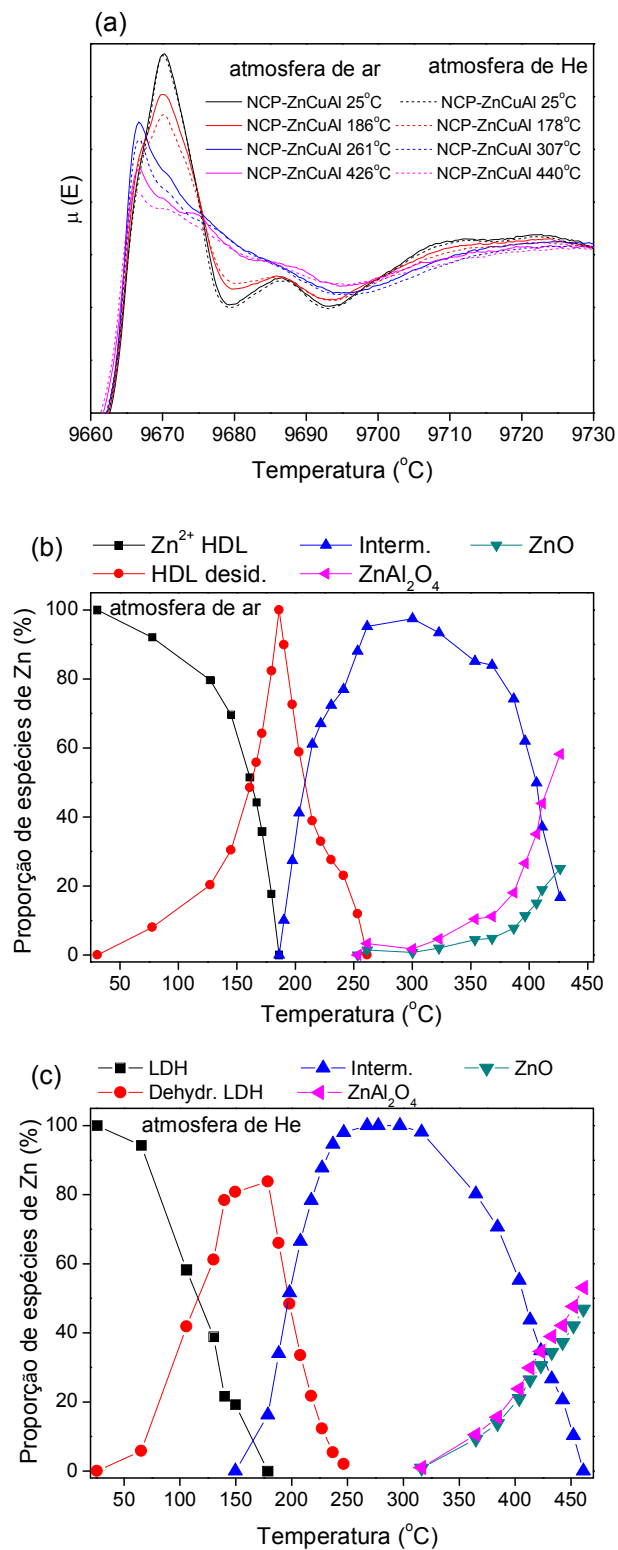 (a)
atmosfera de ar atmosfera de He
NCP-ZnCuAl 25°C NCP-ZnCuAl 25°C
NCP-ZnCuAl 186°C NCP-ZnCuAl 178°C
NCP-ZnCuAl 261°C NCP-ZnCuAl 307°C
NCP-ZnCuAl 426°C NCP-ZnCuAl 440°C
μ (E)
9660 9670 9680 9690 9700 9710 9720 9730
Temperatura (°C)
(b)
Zn²⁺ HDL Interm. ZnO
HDL desid. ZnAl₂O₄
atmosfera de ar
Proporção de espécies de Zn (%)
100
80
60
40
20
0
50 100 150 200 250 300 350 400 450
Temperatura (°C)
(c)
LDH Interm. ZnO
Dehydr. LDH ZnAl₂O₄
atmosfera de He
Proporção de espécies de Zn (%)
100
80
60
40
20
0
50 100 150 200 250 300 350 400 450
Temperatura (°C)